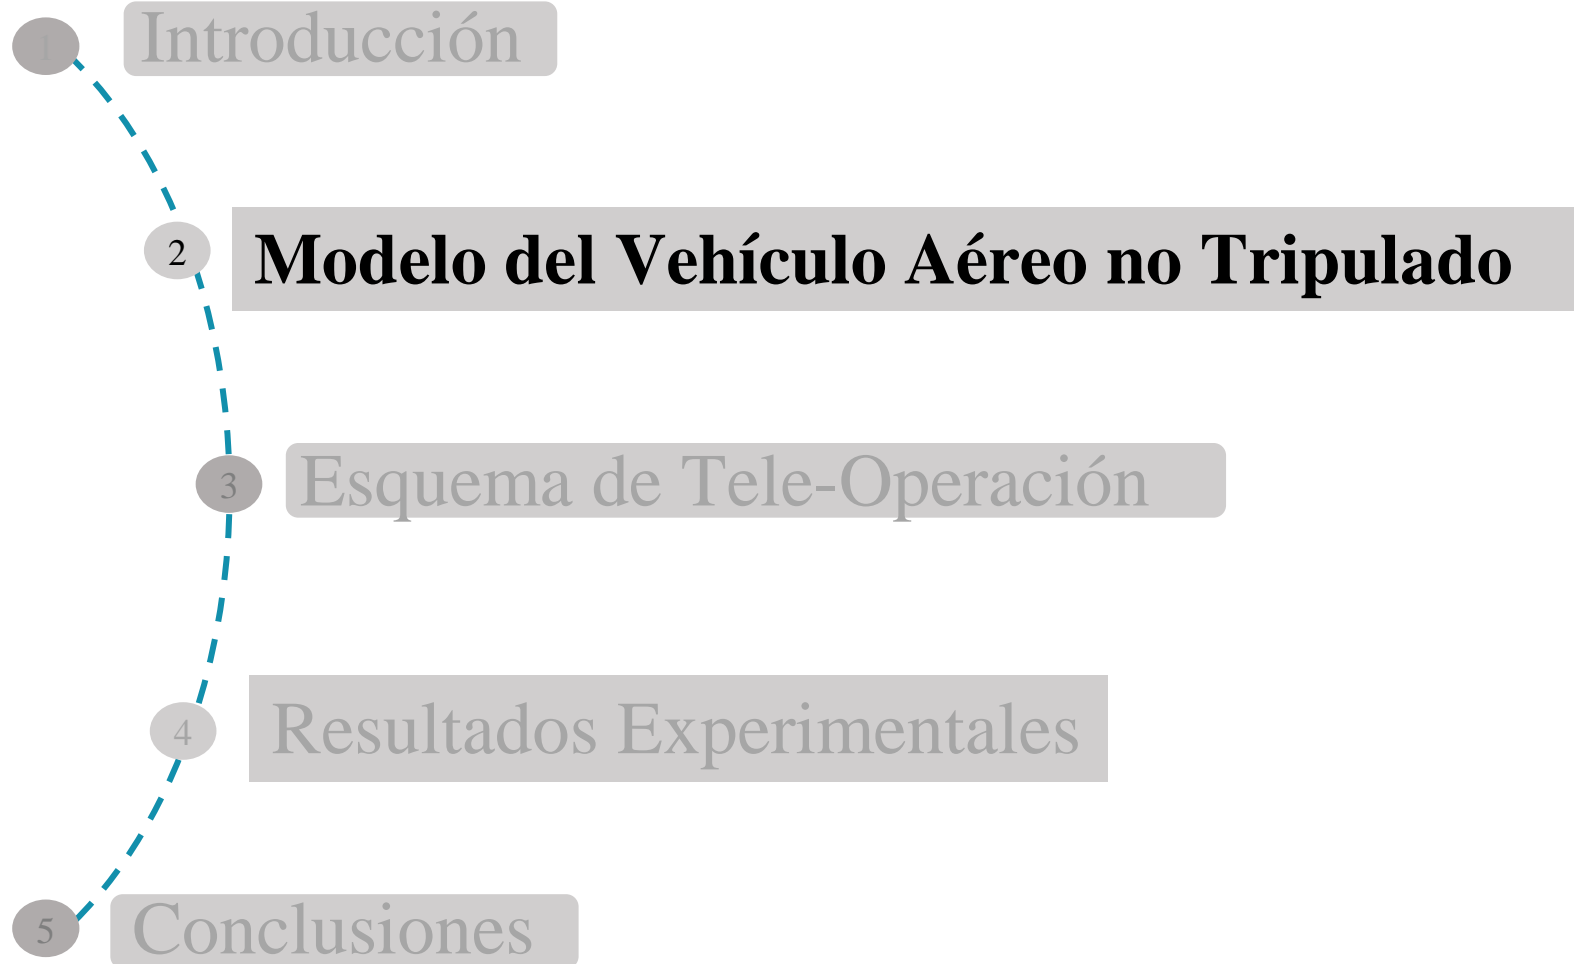 1 Introducción
2 Modelo del Vehículo Aéreo no Tripulado
3 Esquema de Tele-Operación
4 Resultados Experimentales
5 Conclusiones